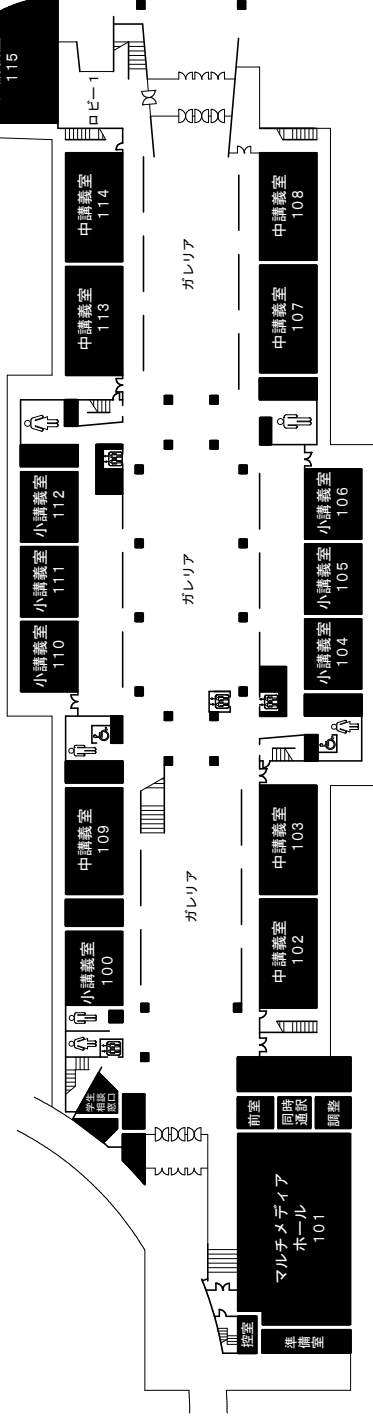 115
ロビー1
中講義室
114
中講義室
108
中講義室
113
ガレリア
中講義室
107
小講義室
112
小講義室
106
小講義室
111
ガレリア
小講義室
105
小講義室
110
小講義室
104
中講義室
109
中講義室
103
ガレリア
小講義室
100
中講義室
102
学生
相談
窓口
前室
同時
通訳
調整
マルチメディア
ホール
101
控室
準備
室